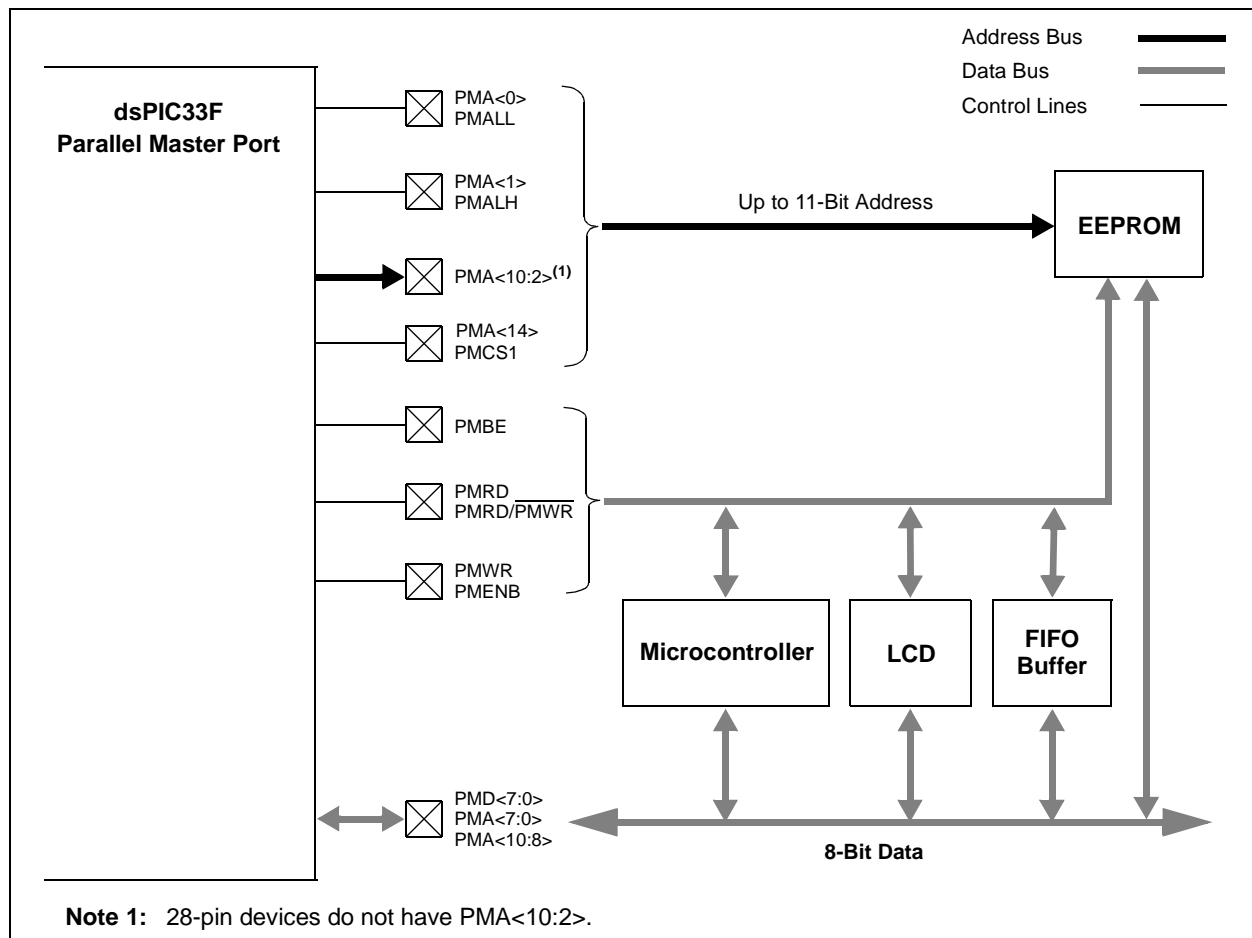 Address Bus
Data Bus
Control Lines
dsPIC33F
Parallel Master Port
PMA<0>
PMALL
PMA<1>
PMALH
PMA<10:2>(1)
PMA<14>
PMCS1
Up to 11-Bit Address
EEPROM
PMBE
PMRD
PMRD/PMWR
PMWR
PMENB
Microcontroller
LCD
FIFO
Buffer
PMD<7:0>
PMA<7:0>
PMA<10:8>
8-Bit Data
Note 1: 28-pin devices do not have PMA<10:2>.